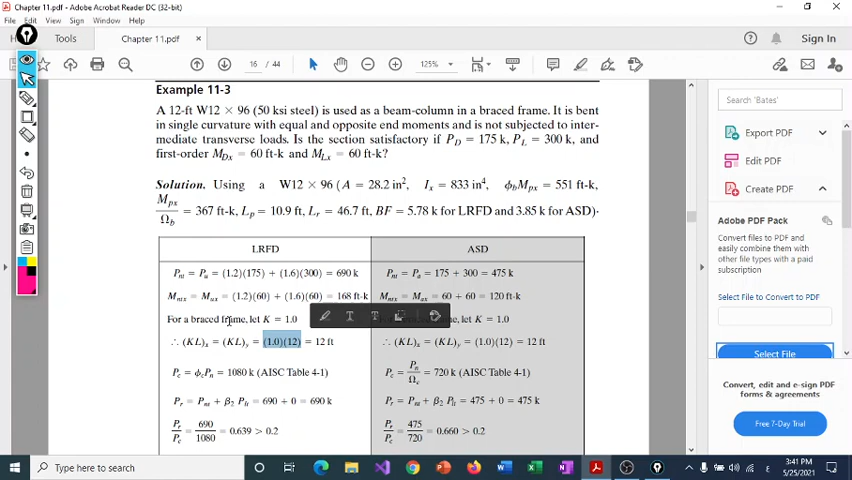 Chapter 11.pdf - Adobe Acrobat Reader DC (32-bit)
File Edit View Sign Window Help
Tools
Chapter 11.pdf
Sign In
16 / 44
125%
Example 11-3
A 12-ft W12 × 96 (50 ksi steel) is used as a beam-column in a braced frame. It is bent
in single curvature with equal and opposite end moments and is not subjected to inter-
mediate transverse loads. Is the section satisfactory if P_D = 175 k, P_L = 300 k, and
first-order M_Dx = 60 ft-k and M_Lx = 60 ft-k?
Solution. Using a W12 × 96 (A = 28.2 in², I_x = 833 in⁴, ϕ_bM_px = 551 ft-k,
M_px/Ω_b = 367 ft-k, L_p = 10.9 ft, L_r = 46.7 ft, BF = 5.78 k for LRFD and 3.85 k for ASD).
LRFD
ASD
P_nt = P_u = (1.2)(175) + (1.6)(300) = 690 k
P_nt = P_a = 175 + 300 = 475 k
M_ntx = M_ux = (1.2)(60) + (1.6)(60) = 168 ft-k
M_ntx = M_ax = 60 + 60 = 120 ft-k
For a braced frame, let K = 1.0
let K = 1.0
∴ (KL)_x = (KL)_y = (1.0)(12) = 12 ft
∴ (KL)_x = (KL)_y = (1.0)(12) = 12 ft
P_c = ϕ_cP_n = 1080 k (AISC Table 4-1)
P_c = P_n/Ω_c = 720 k (AISC Table 4-1)
P_r = P_nt + β_2 P_lt = 690 + 0 = 690 k
P_r = P_nt + β_2 P_lt = 475 + 0 = 475 k
P_r/P_c = 690/1080 = 0.639 > 0.2
P_r/P_c = 475/720 = 0.660 > 0.2
Search 'Bates'
Export PDF
Edit PDF
Create PDF
Adobe PDF Pack
Convert files to PDF and
easily combine them
with other file types with a
paid subscription
Select File to Convert to PDF
Select File
Convert, edit and e-sign PDF
forms & agreements
Free 7-Day Trial
Type here to search
3:41 PM
5/25/2021